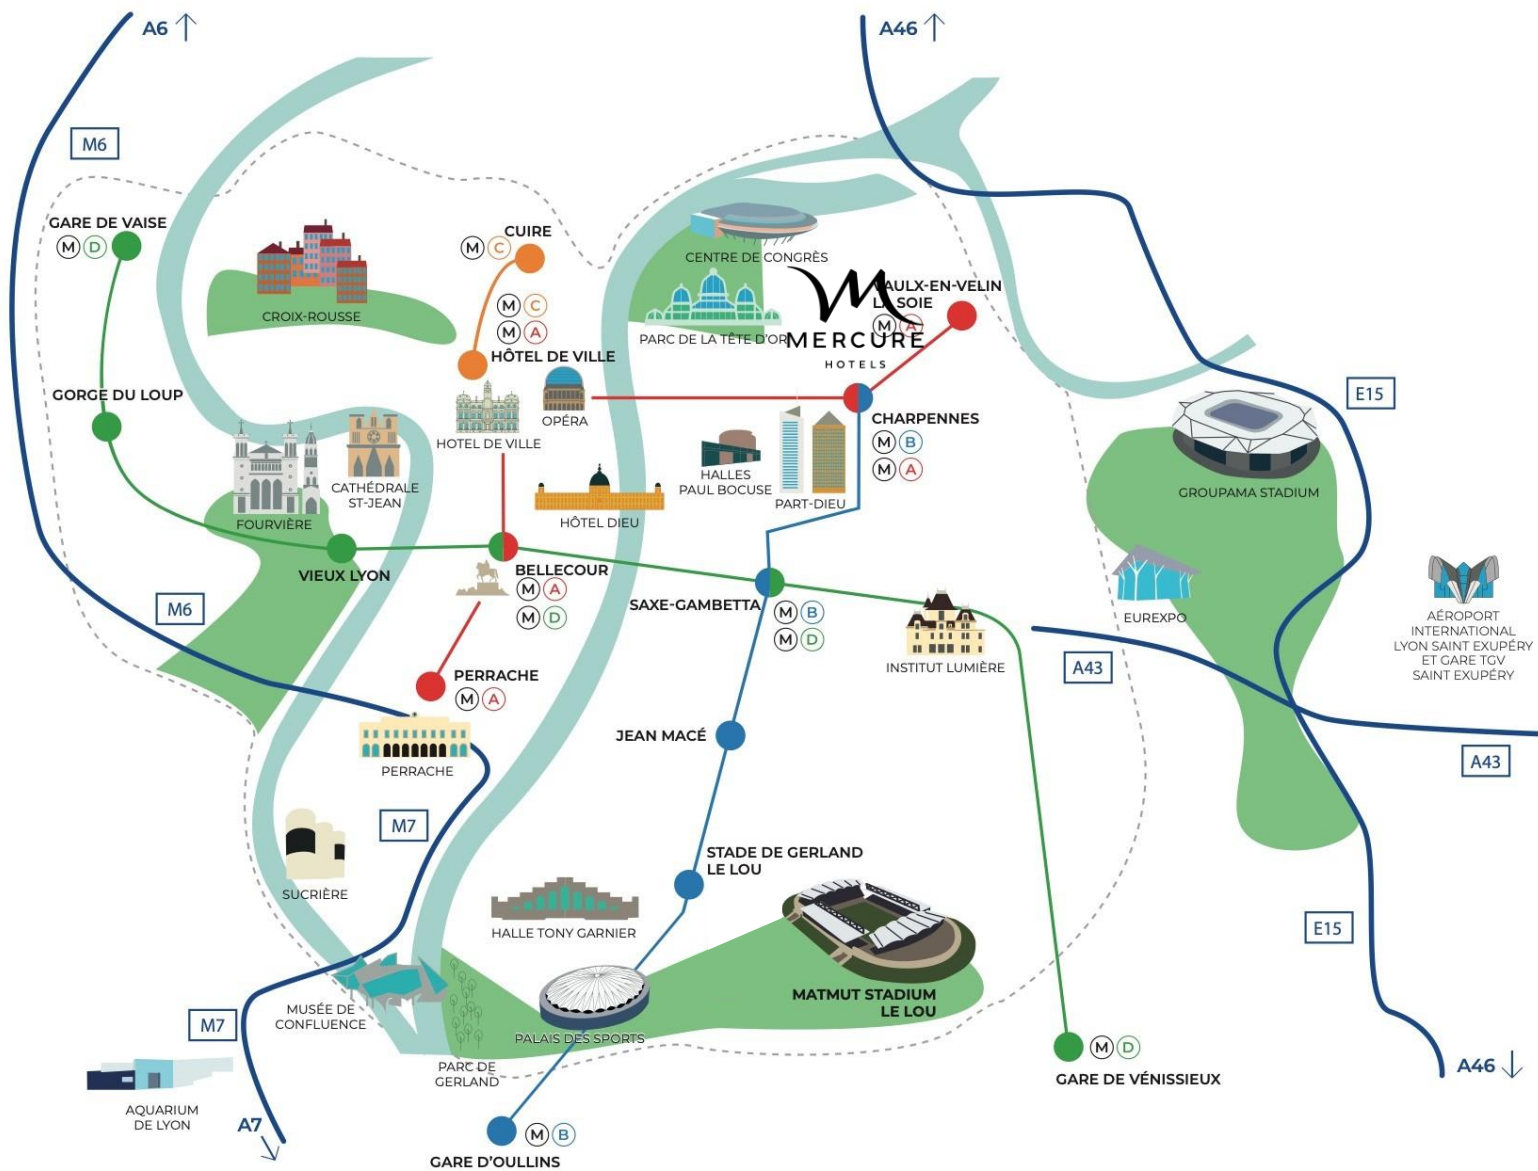 A6
A46
M6
GARE DE VAISE
M D
CUIRE
M C
CROIX-ROUSSE
M C
M A
HÔTEL DE VILLE
CENTRE DE CONGRÈS
VAULX-EN-VELIN
LA SOIE
M A
PARC DE LA TÊTE D'OR
MERCURE
HOTELS
GORGE DU LOUP
HOTEL DE VILLE
OPÉRA
CHARPENNES
M B
M A
E15
CATHÉDRALE
ST-JEAN
FOURVIÈRE
HÔTEL DIEU
HALLES
PAUL BOCUSE
PART-DIEU
GROUPAMA STADIUM
VIEUX LYON
BELLECOUR
M A
M D
SAXE-GAMBETTA
M B
M D
INSTITUT LUMIÈRE
EUREXPO
AÉROPORT
INTERNATIONAL
LYON SAINT EXUPÉRY
ET GARE TGV
SAINT EXUPÉRY
M6
A43
PERRACHE
M A
PERRACHE
JEAN MACÉ
A43
M7
SUCRIÈRE
STADE DE GERLAND
LE LOU
HALLE TONY GARNIER
E15
MATMUT STADIUM
LE LOU
MUSÉE DE
CONFLUENCE
M7
PALAIS DES SPORTS
PARC DE
GERLAND
M D
GARE DE VÉNISSIEUX
A46
AQUARIUM
DE LYON
A7
M B
GARE D'OULLINS